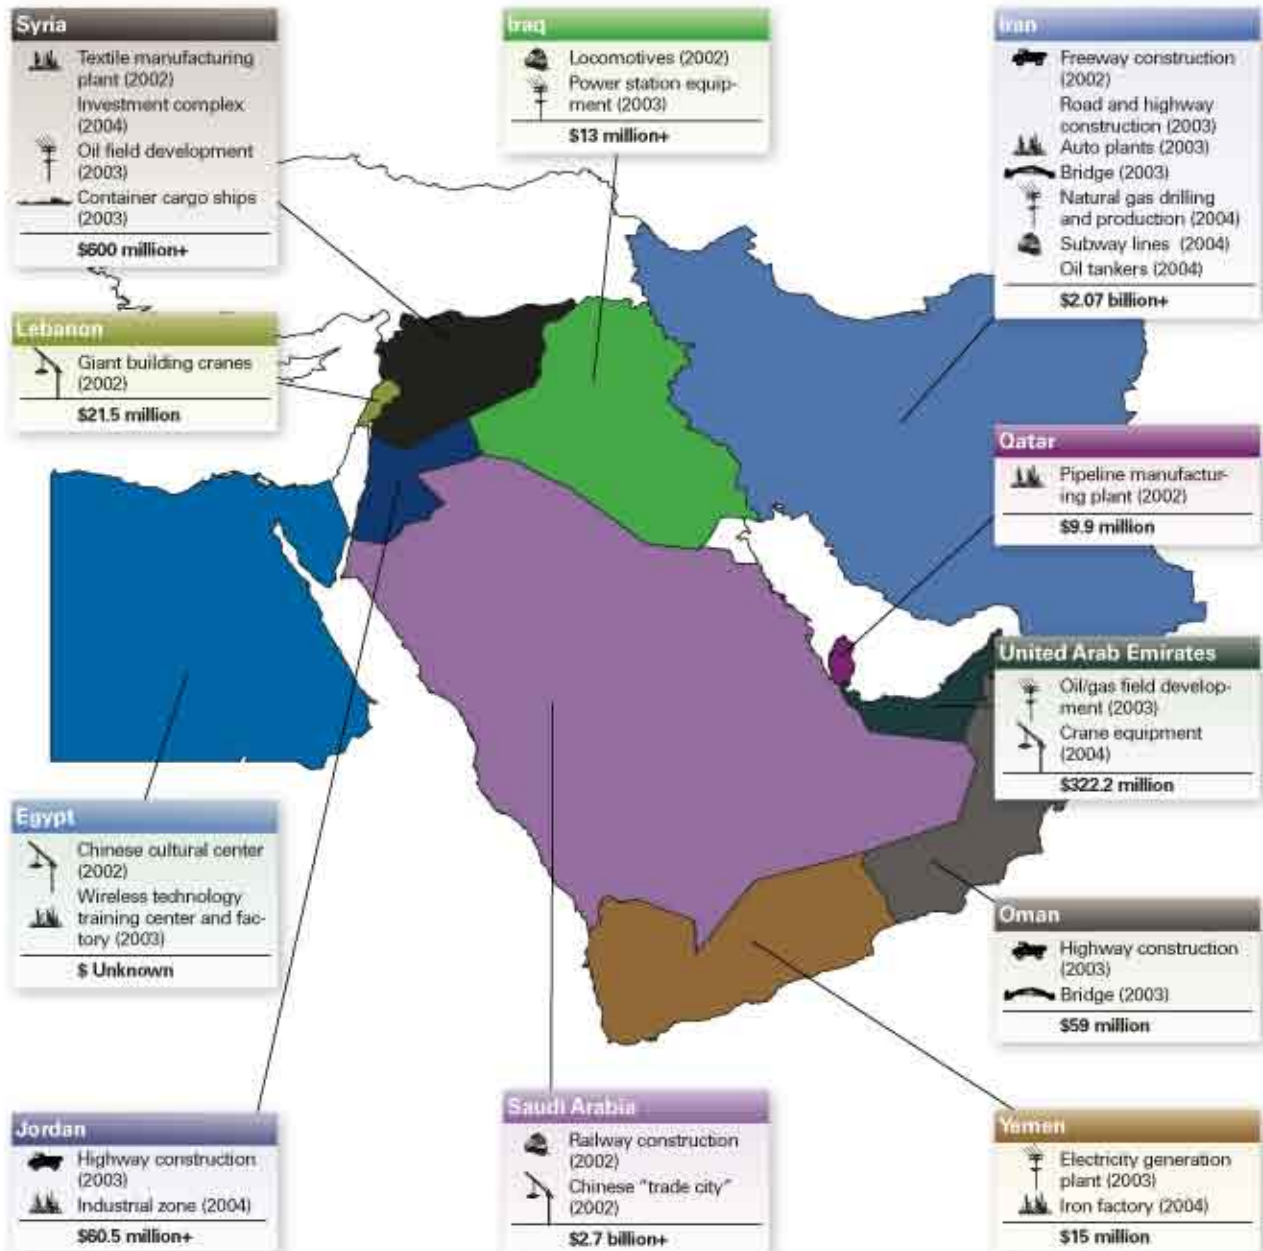 Syria
Textile manufacturing
plant (2002)
Investment complex
(2004)
Oil field development
(2003)
Container cargo ships
(2003)
$600 million+
Iraq
Locomotives (2002)
Power station equip-
ment (2003)
$13 million+
Iran
Freeway construction
(2002)
Road and highway
construction (2003)
Auto plants (2003)
Bridge (2003)
Natural gas drilling
and production (2004)
Subway lines (2004)
Oil tankers (2004)
$2.07 billion+
Lebanon
Giant building cranes
(2002)
$21.5 million
Qatar
Pipeline manufactur-
ing plant (2002)
$9.9 million
United Arab Emirates
Oil/gas field develop-
ment (2003)
Crane equipment
(2004)
$322.2 million
Egypt
Chinese cultural center
(2002)
Wireless technology
training center and fac-
tory (2003)
$ Unknown
Oman
Highway construction
(2003)
Bridge (2003)
$59 million
Jordan
Highway construction
(2003)
Industrial zone (2004)
$60.5 million+
Saudi Arabia
Railway construction
(2002)
Chinese "trade city"
(2002)
$2.7 billion+
Yemen
Electricity generation
plant (2003)
Iron factory (2004)
$15 million